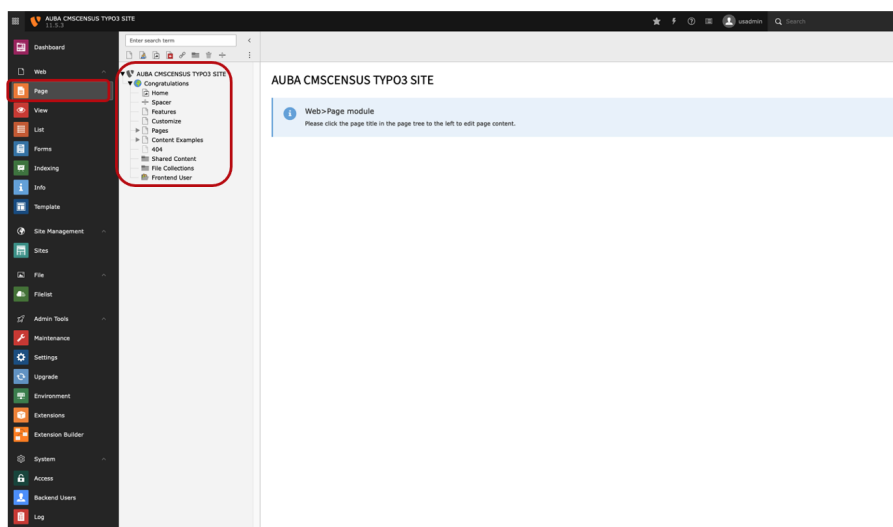 AUBA CMSCENSUS TYPO3 SITE
11.5.3
usadmin
Search
Dashboard
Web
Page
View
List
Forms
Indexing
Info
Template
Site Management
Sites
File
Filelist
Admin Tools
Maintenance
Settings
Upgrade
Environment
Extensions
Extension Builder
System
Access
Backend Users
Log
Enter search term
AUBA CMSCENSUS TYPO3 SITE
Congratulations
Home
Spacer
Features
Customize
Pages
Content Examples
404
Shared Content
File Collections
Frontend User
AUBA CMSCENSUS TYPO3 SITE
Web>Page module
Please click the page title in the page tree to the left to edit page content.